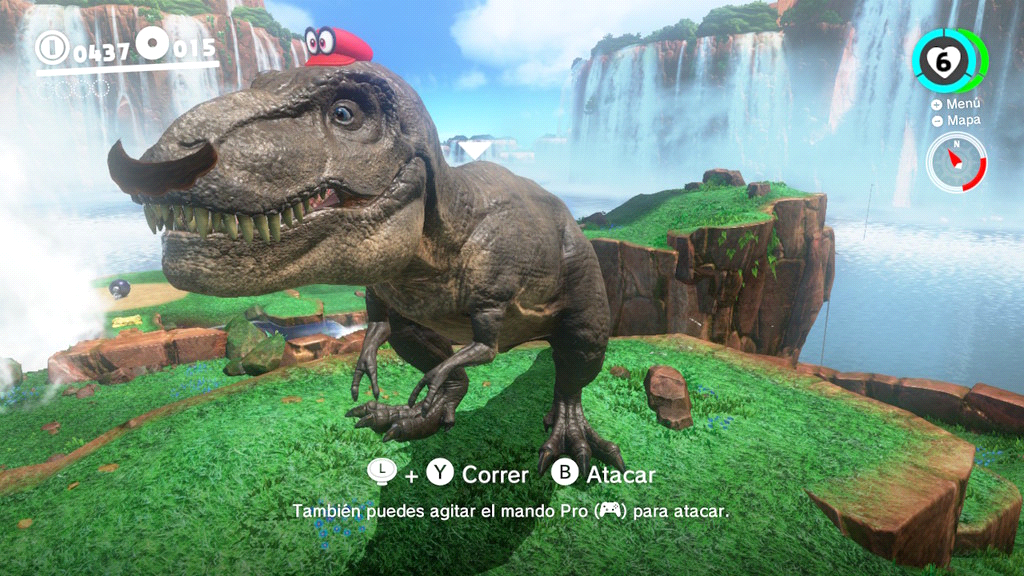 0437 015
6
+ Menú
- Mapa
N
L + Y Correr B Atacar
También puedes agitar el mando Pro (🎮) para atacar.